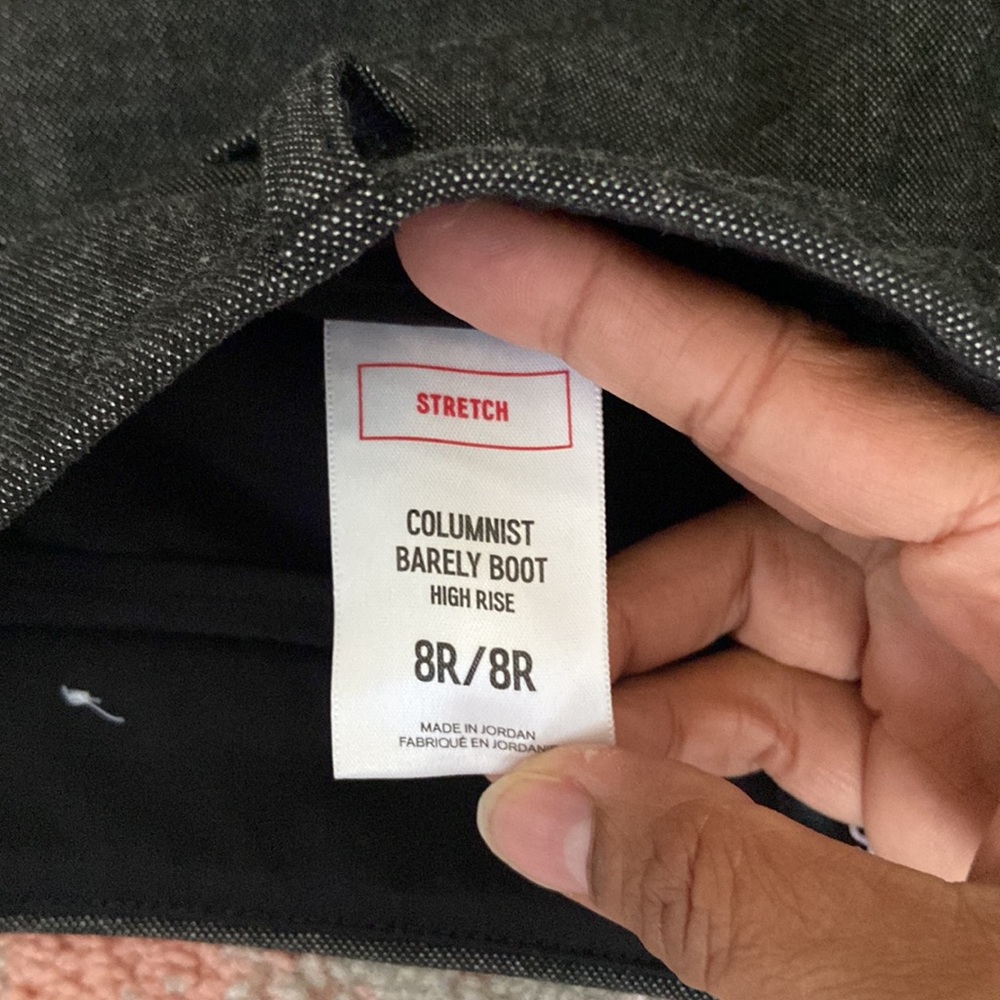 STRETCH
COLUMNIST
BARELY BOOT
HIGH RISE
8R/8R
MADE IN JORDAN
FABRIQUÉ EN JORDANIE